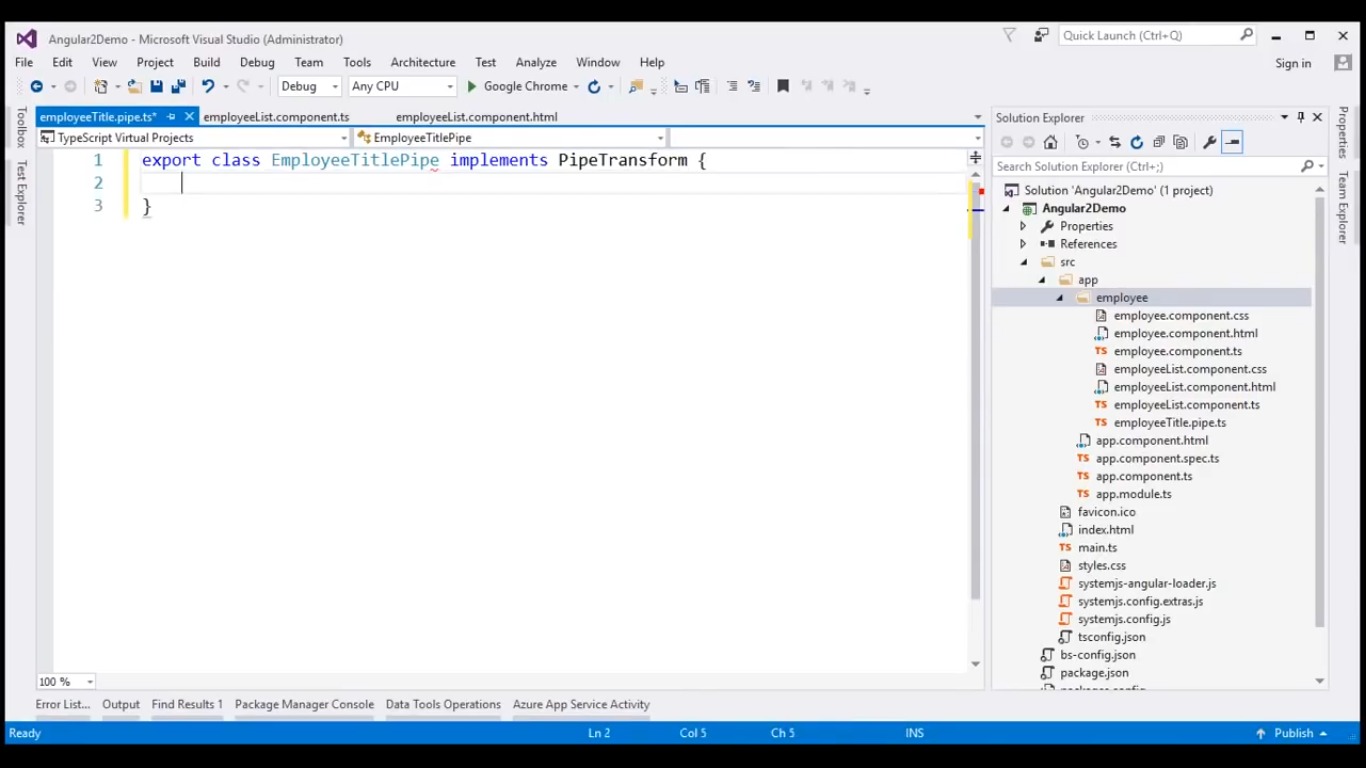 Angular2Demo - Microsoft Visual Studio (Administrator)
Quick Launch (Ctrl+Q)
File Edit View Project Build Debug Team Tools Architecture Test Analyze Window Help
Sign in
Debug Any CPU Google Chrome
employeeTitle.pipe.ts* employeeList.component.ts employeeList.component.html
TypeScript Virtual Projects EmployeeTitlePipe
1 export class EmployeeTitlePipe implements PipeTransform {
2
3 }
Toolbox
Test Explorer
Solution Explorer
Search Solution Explorer (Ctrl+;)
Solution 'Angular2Demo' (1 project)
Angular2Demo
Properties
References
src
app
employee
employee.component.css
employee.component.html
employee.component.ts
employeeList.component.css
employeeList.component.html
employeeList.component.ts
employeeTitle.pipe.ts
app.component.html
app.component.spec.ts
app.component.ts
app.module.ts
favicon.ico
index.html
main.ts
styles.css
systemjs-angular-loader.js
systemjs.config.extras.js
systemjs.config.js
tsconfig.json
bs-config.json
package.json
Properties
Team Explorer
100 %
Error List... Output Find Results 1 Package Manager Console Data Tools Operations Azure App Service Activity
Ready Ln 2 Col 5 Ch 5 INS Publish